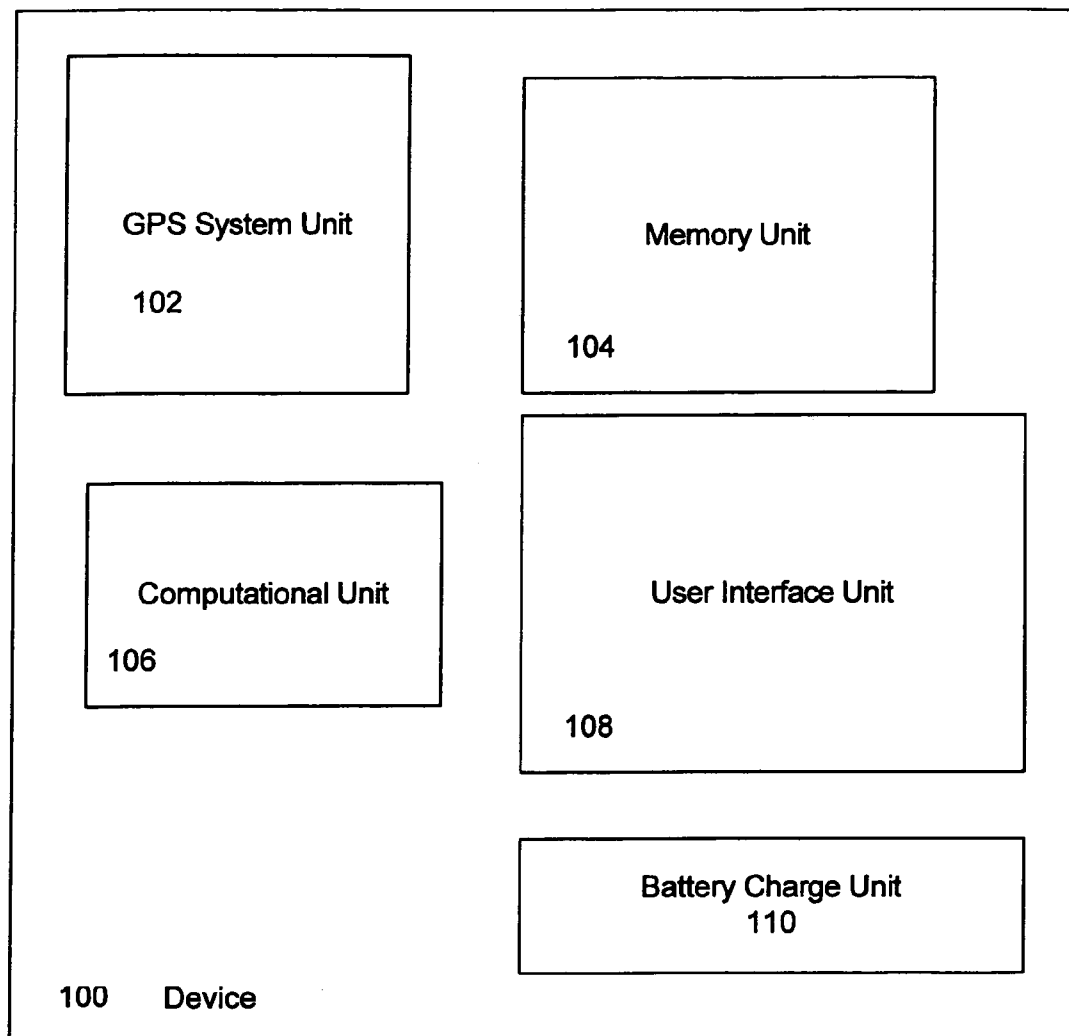 GPS System Unit
102
Memory Unit
104
Computational Unit
106
User Interface Unit
108
Battery Charge Unit
110
100 Device